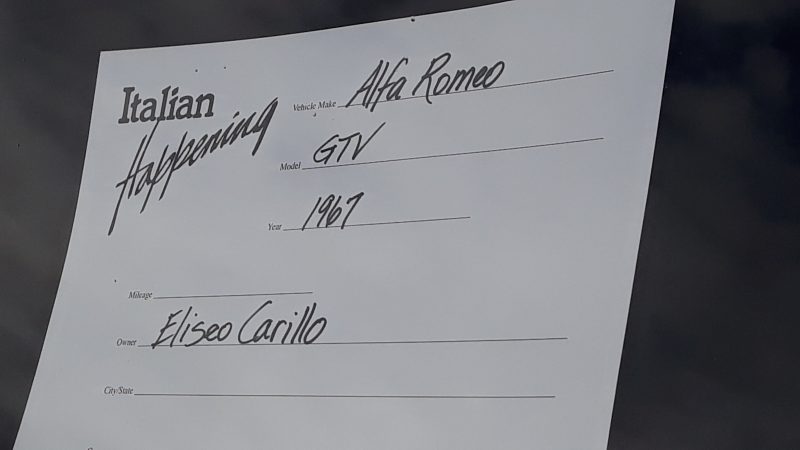 Italian
Happening
Vehicle Make Alfa Romeo
Model GTV
Year 1967
Mileage
Owner Eliseo Carillo
City/State